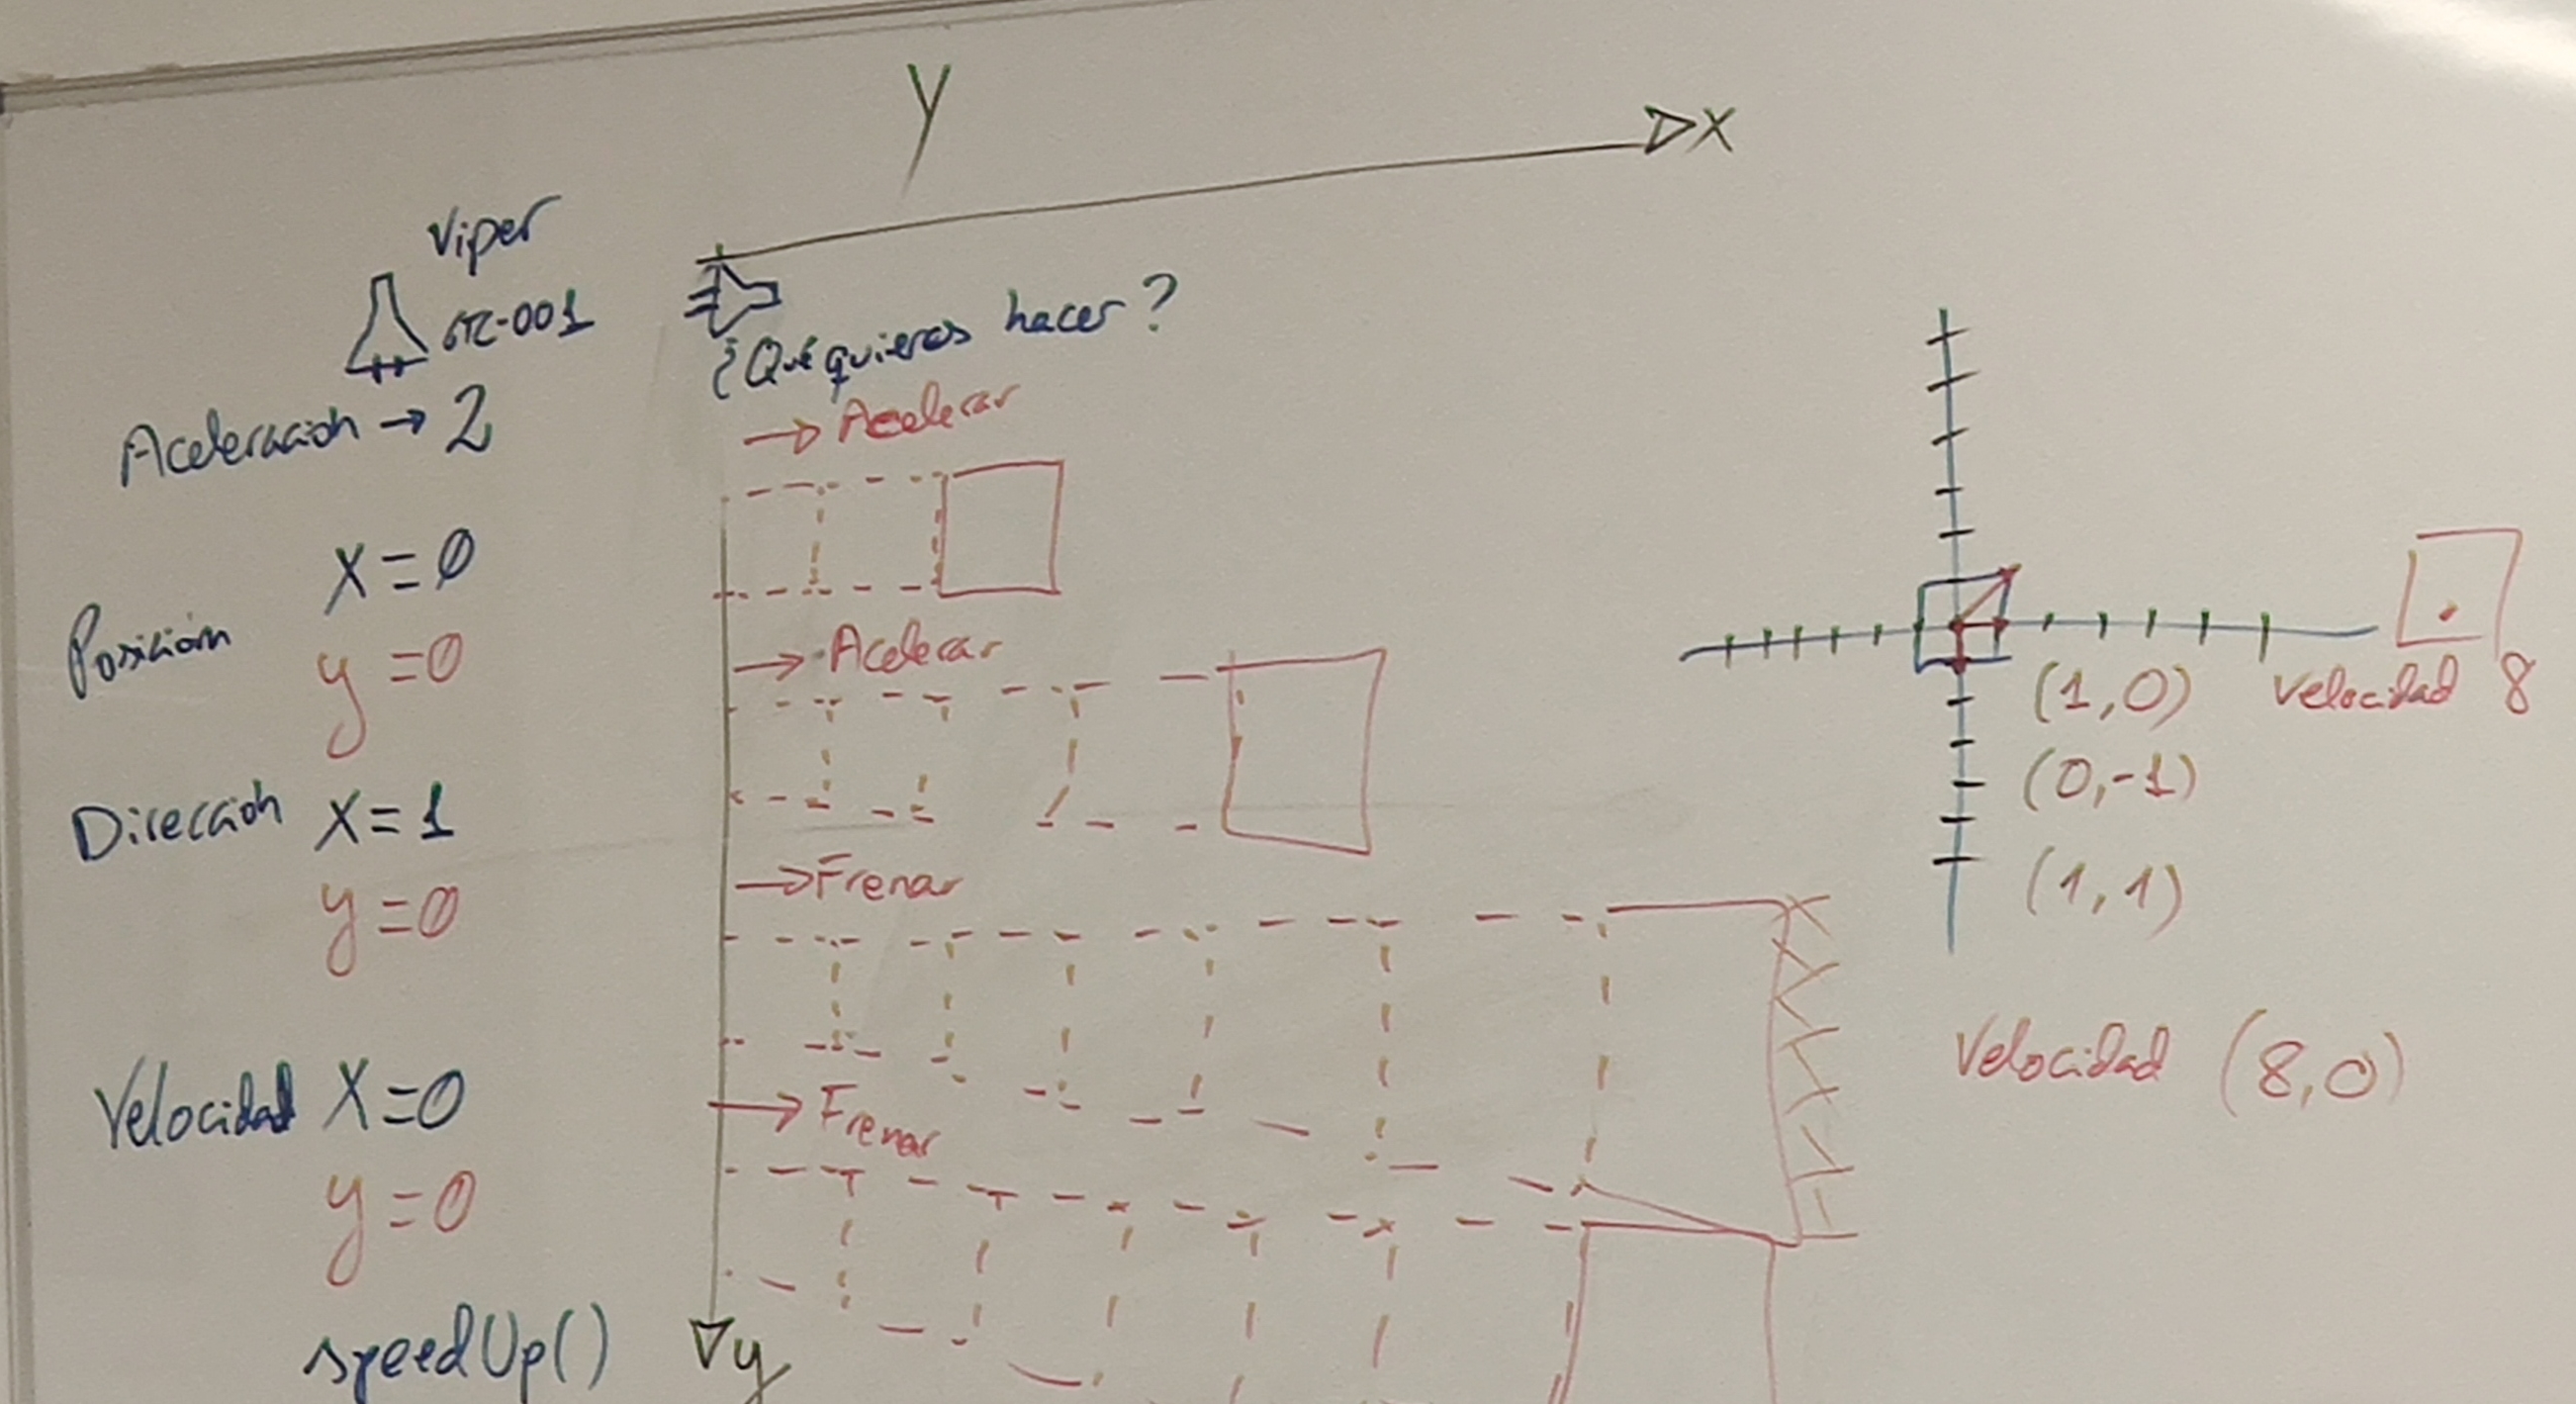 y
▷x
Viper
GTC-001
Aceleración → 2
Posición x=0
y=0
Dirección x=1
y=0
Velocidad x=0
y=0
speedUp()
¿Qué quieres hacer?
→ Acelerar
→ Acelerar
→ Frenar
→ Frenar
▽y
(1,0)
(0,-1)
(1,1)
Velocidad 8
Velocidad (8,0)